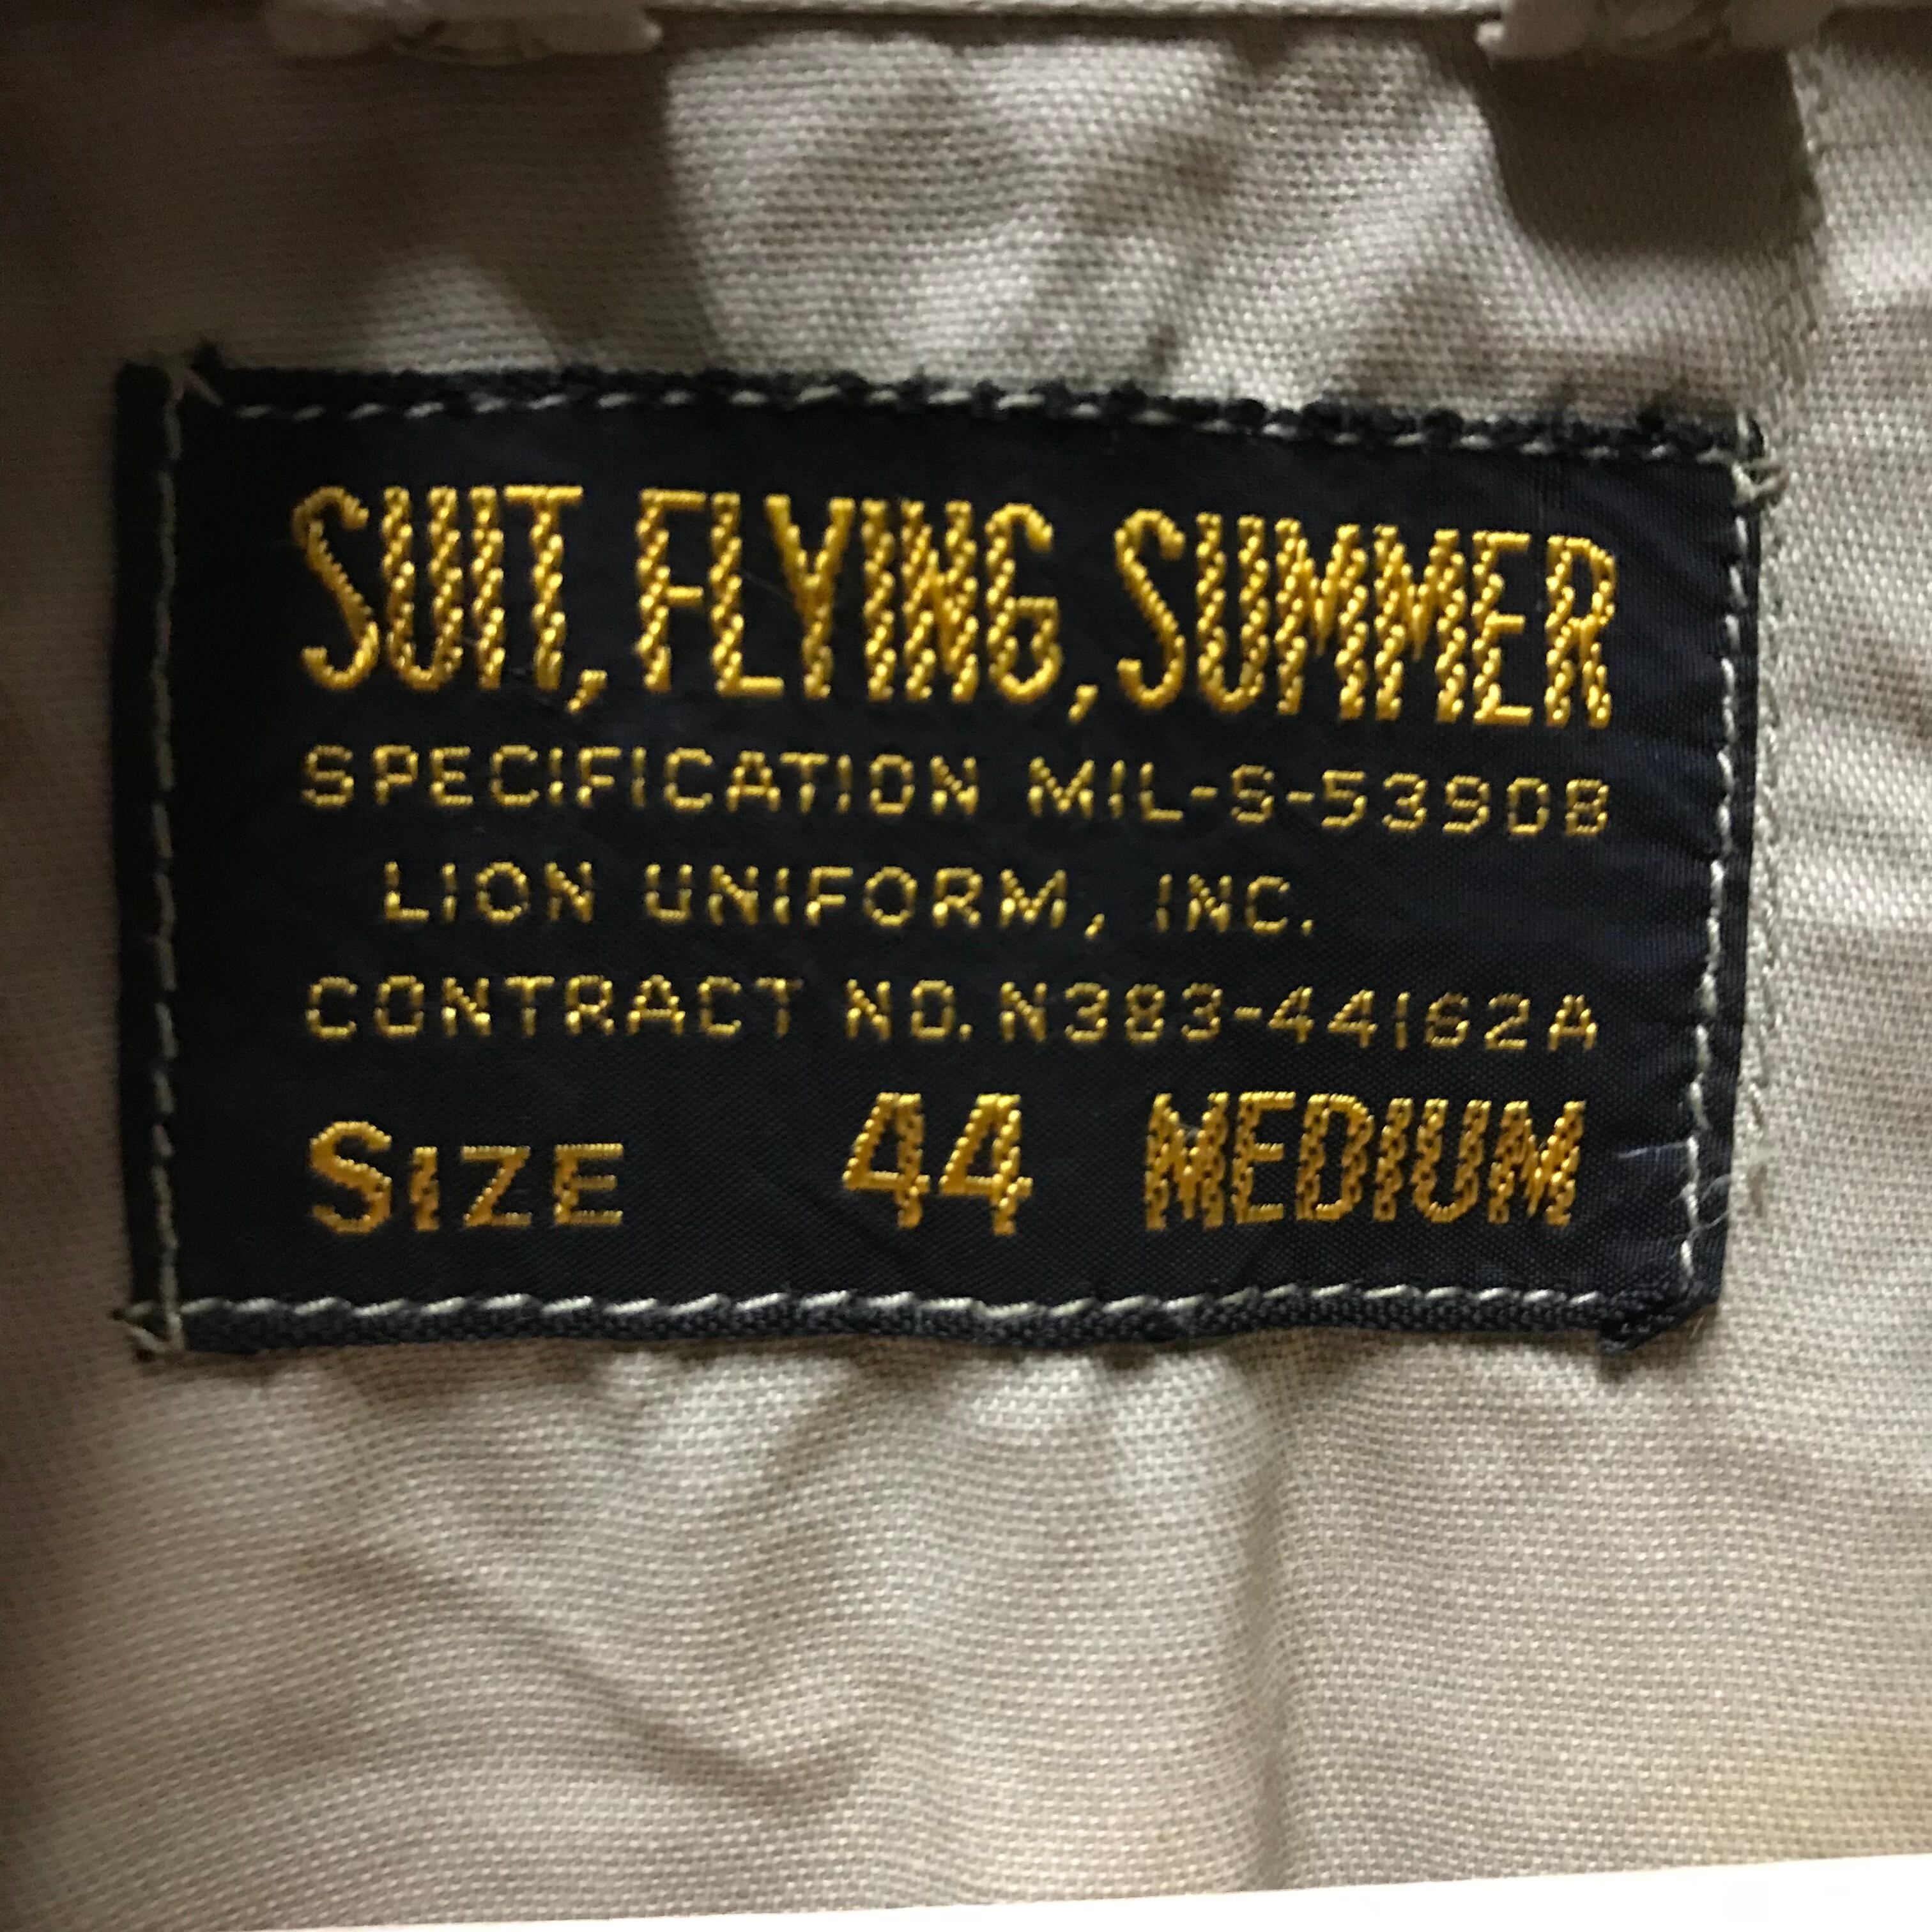 SUIT, FLYING, SUMMER
SPECIFICATION MIL-S-5390B
LION UNIFORM, INC.
CONTRACT NO. N383-44162A
SIZE 44 MEDIUM